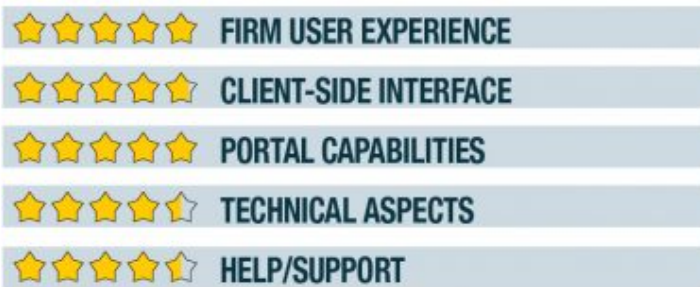 FIRM USER EXPERIENCE
CLIENT-SIDE INTERFACE
PORTAL CAPABILITIES
TECHNICAL ASPECTS
HELP/SUPPORT